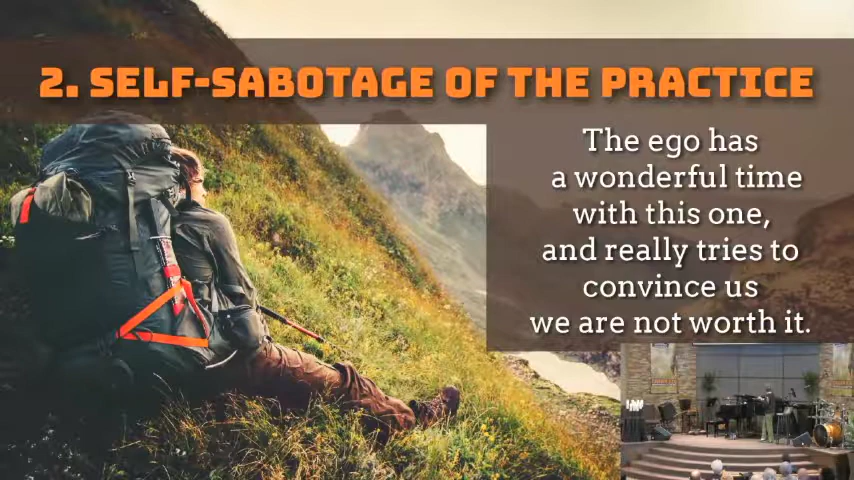 2. SELF-SABOTAGE OF THE PRACTICE
The ego has
a wonderful time
with this one,
and really tries to
convince us
we are not worth it.